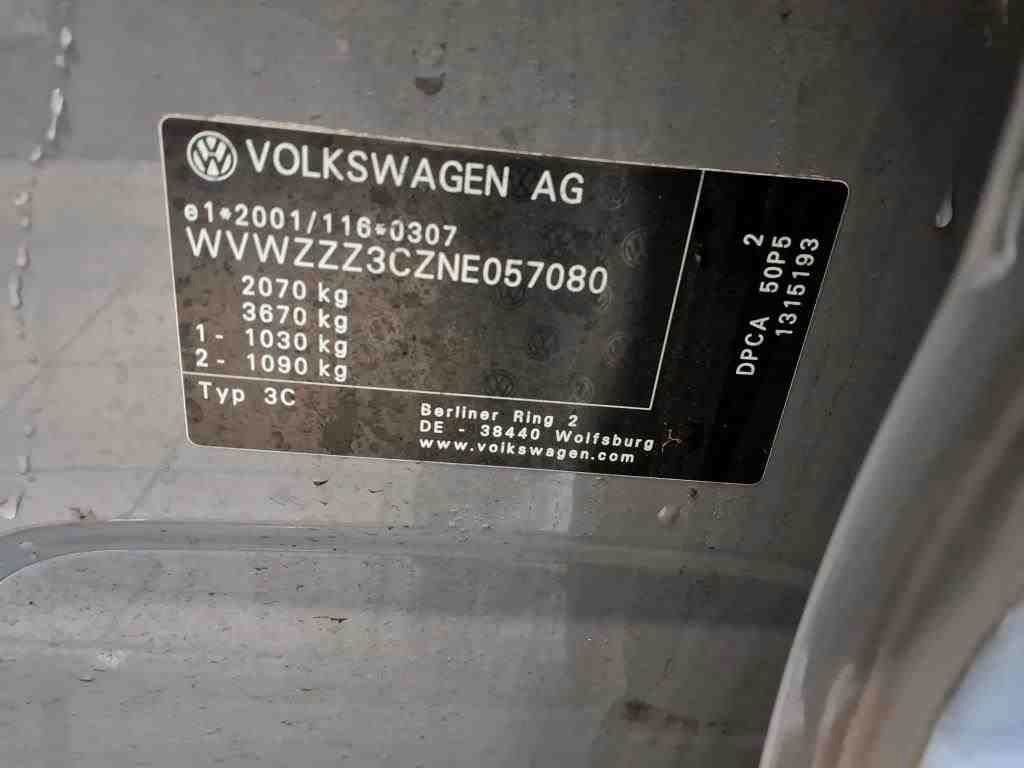 VOLKSWAGEN AG
e1*2001/116*0307
WVWZZZ3CZNE057080
2070 kg
3670 kg
1 - 1030 kg
2 - 1090 kg
Typ 3C
Berliner Ring 2
DE - 38440 Wolfsburg
www.volkswagen.com
2
DPCA 50P5
1315193